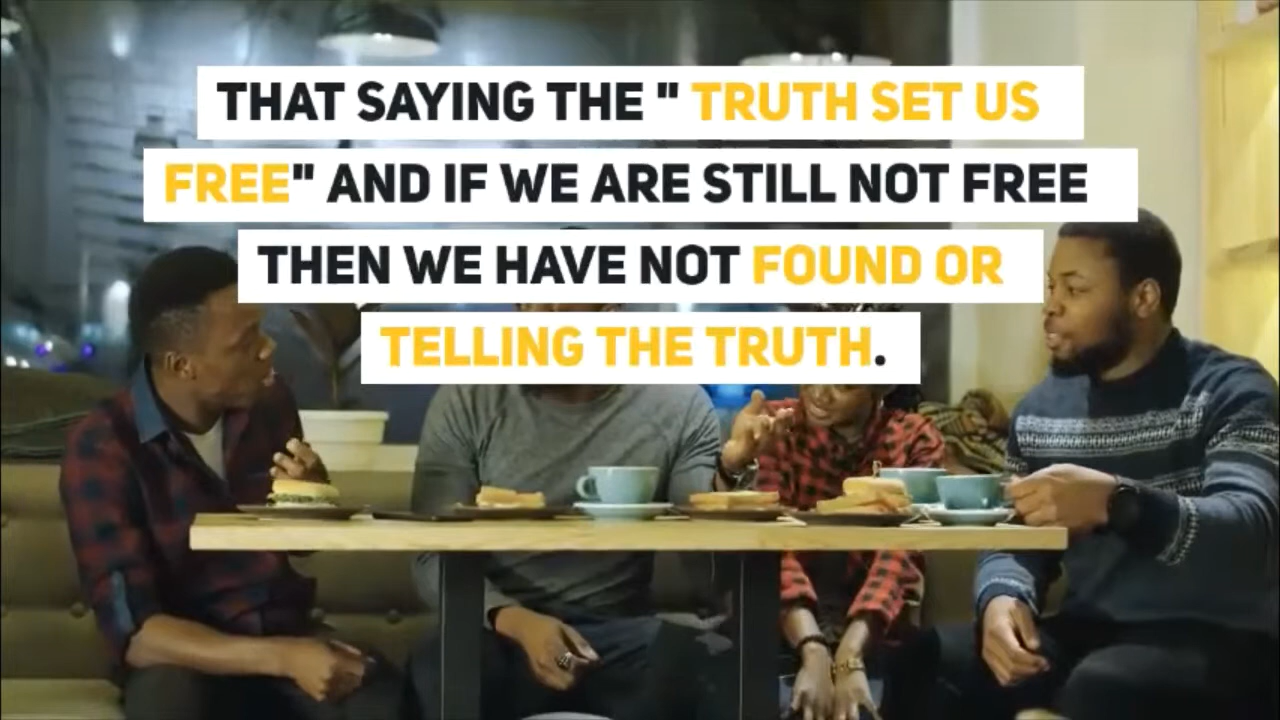 THAT SAYING THE " TRUTH SET US
FREE" AND IF WE ARE STILL NOT FREE
THEN WE HAVE NOT FOUND OR
TELLING THE TRUTH.